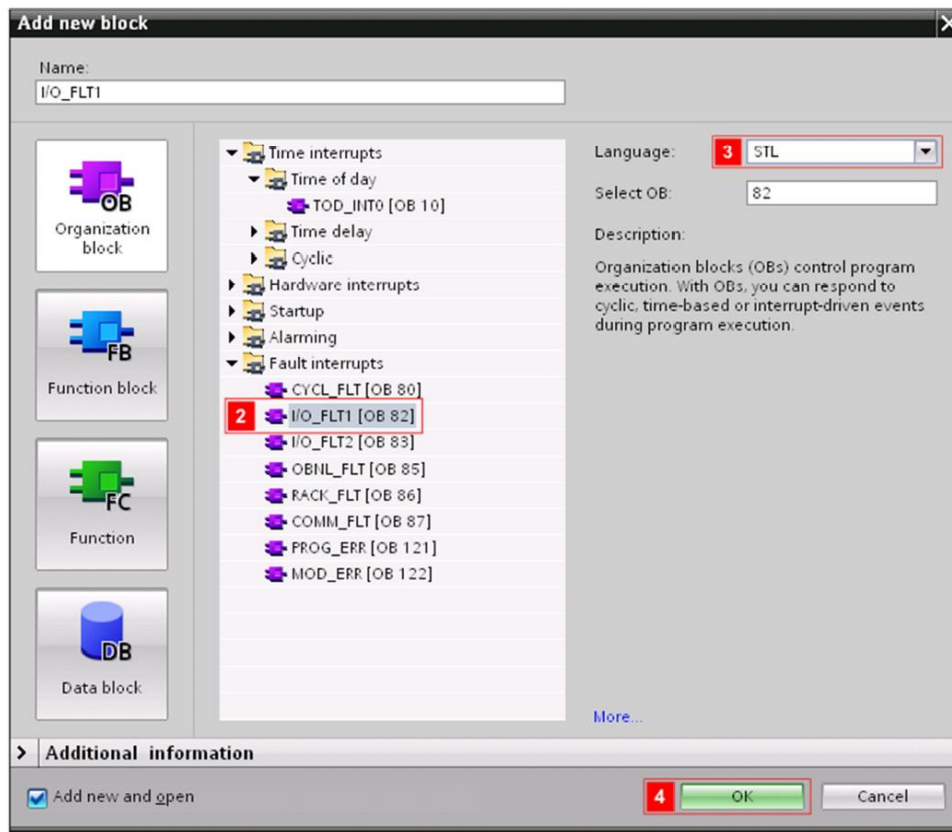 Add new block
Name:
I/O_FLT1
OB
Organization
block
FB
Function block
FC
Function
DB
Data block
Time interrupts
Time of day
TOD_INT0 [OB 10]
Time delay
Cyclic
Hardware interrupts
Startup
Alarming
Fault interrupts
CYCL_FLT [OB 80]
2 I/O_FLT1 [OB 82]
I/O_FLT2 [OB 83]
OBNL_FLT [OB 85]
RACK_FLT [OB 86]
COMM_FLT [OB 87]
PROG_ERR [OB 121]
MOD_ERR [OB 122]
Language: 3 STL
Select OB: 82
Description:
Organization blocks (OBs) control program
execution. With OBs, you can respond to
cyclic, time-based or interrupt-driven events
during program execution.
More...
Additional information
Add new and open
4 OK Cancel